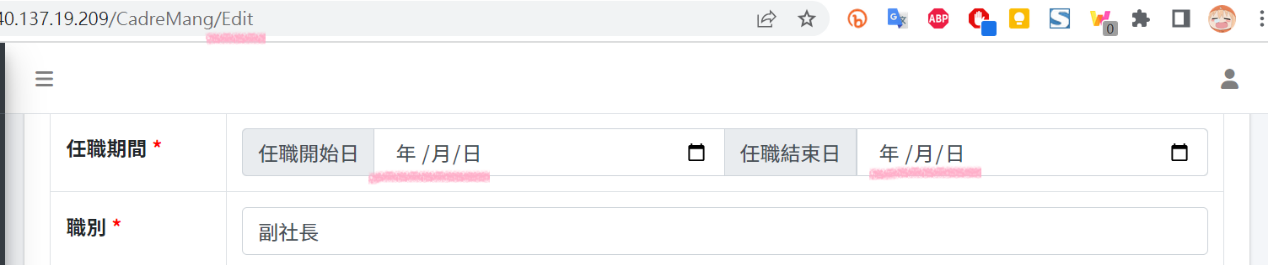 40.137.19.209/CadreMang/Edit
ABP
0
任職期間 *
任職開始日 年 /月/日 任職結束日 年 /月/日
職別 *
副社長